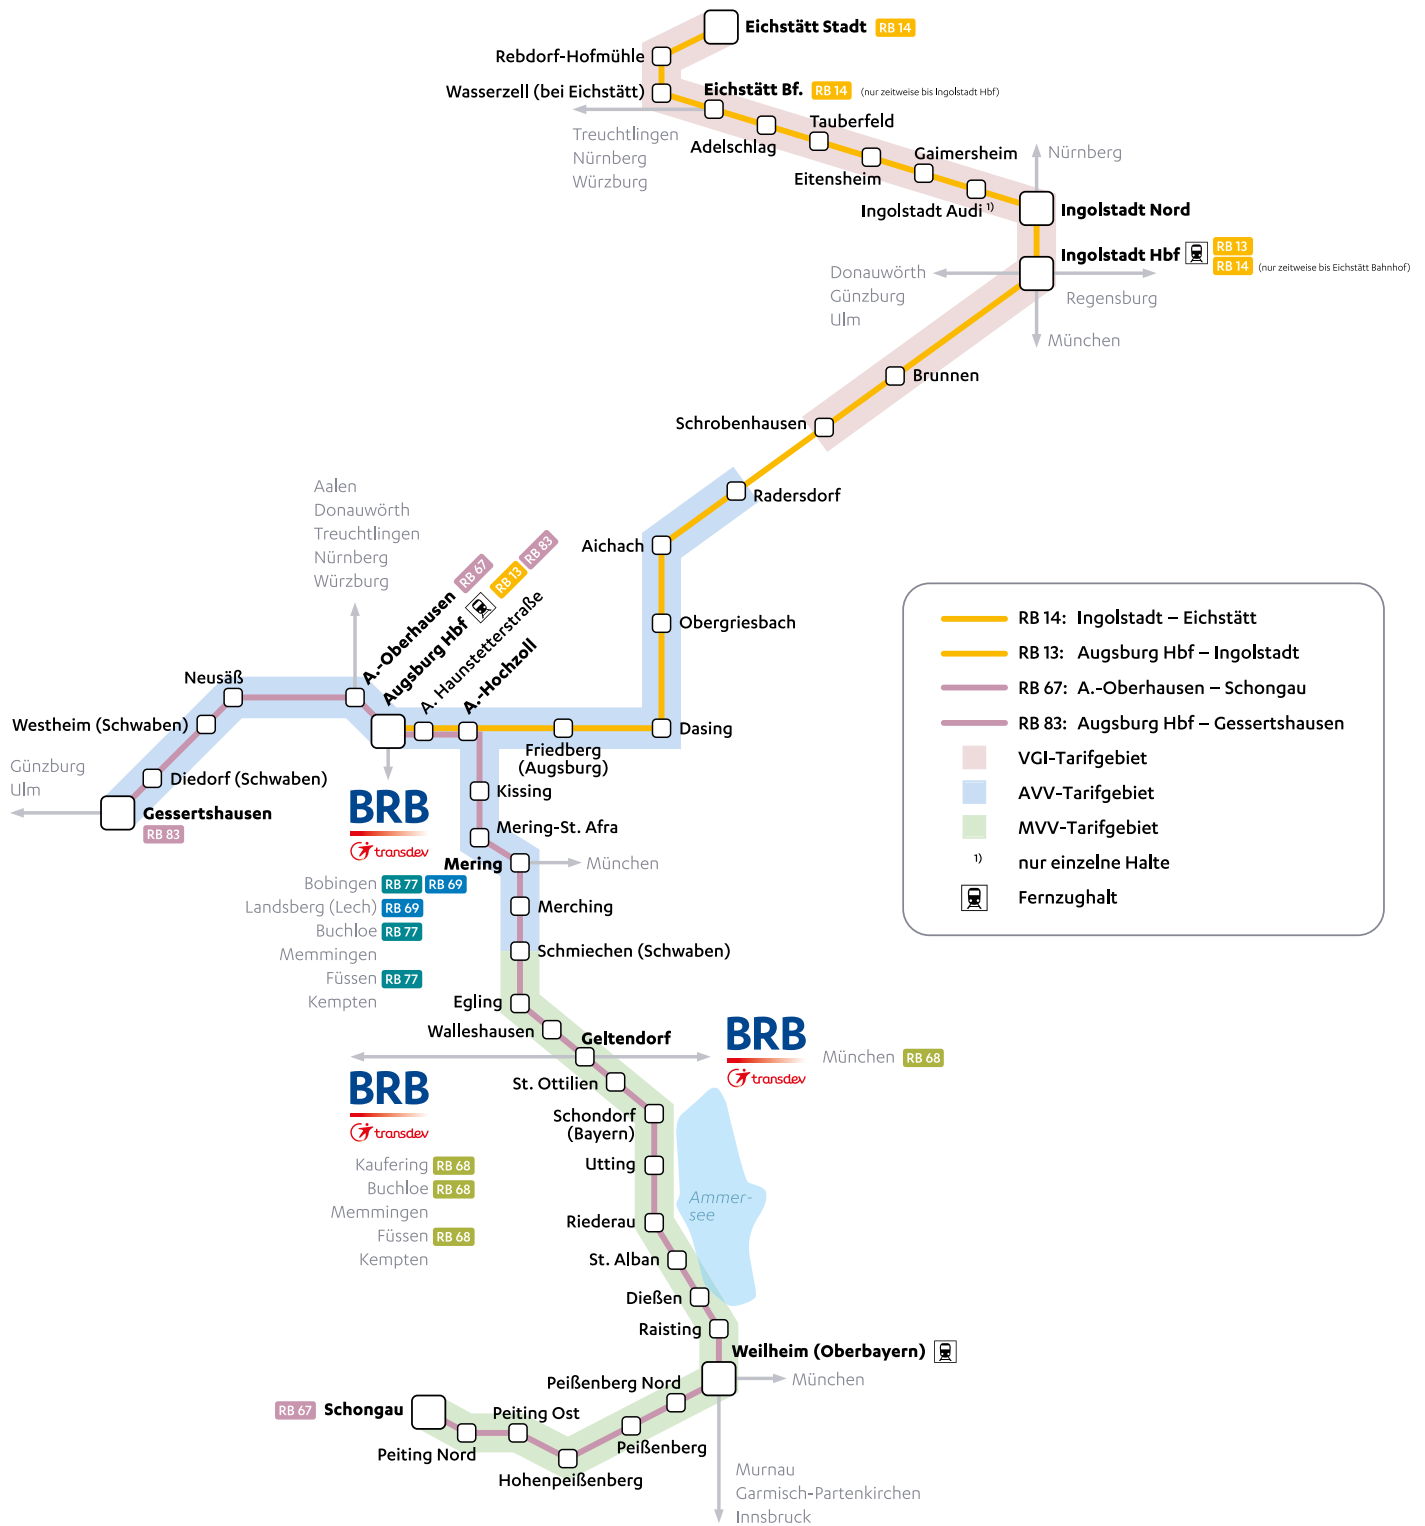 Eichstätt Stadt RB 14
Rebdorf-Hofmühle
Wasserzell (bei Eichstätt)
Eichstätt Bf. RB 14 (nur zeitweise bis Ingolstadt Hbf)
Treuchtlingen
Nürnberg
Würzburg
Adelschlag
Tauberfeld
Eitensheim
Gaimersheim
Ingolstadt Audi 1)
Nürnberg
Ingolstadt Nord
Ingolstadt Hbf RB 13
RB 14 (nur zeitweise bis Eichstätt Bahnhof)
Donauwörth
Günzburg
Ulm
Regensburg
München
Brunnen
Schrobenhausen
Radersdorf
Aichach
Obergriesbach
Dasing
Friedberg
(Augsburg)
Aalen
Donauwörth
Treuchtlingen
Nürnberg
Würzburg
A.-Oberhausen RB 67
Augsburg Hbf RB 13 RB 83
A. Haunstetterstraße
A.-Hochzoll
Neusäß
Westheim (Schwaben)
Diedorf (Schwaben)
Günzburg
Ulm
Gessertshausen
RB 83
RB 14: Ingolstadt – Eichstätt
RB 13: Augsburg Hbf – Ingolstadt
RB 67: A.-Oberhausen – Schongau
RB 83: Augsburg Hbf – Gessertshausen
VGI-Tarifgebiet
AVV-Tarifgebiet
MVV-Tarifgebiet
1) nur einzelne Halte
Fernzughalt
BRB
transdev
Bobingen RB 77 RB 69
Landsberg (Lech) RB 69
Buchloe RB 77
Memmingen
Füssen RB 77
Kempten
Kissing
Mering-St. Afra
Mering
München
Merching
Schmiechen (Schwaben)
Egling
Walleshausen
Geltendorf
BRB
transdev
München RB 68
BRB
transdev
Kaufering RB 68
Buchloe RB 68
Memmingen
Füssen RB 68
Kempten
St. Ottilien
Schondorf
(Bayern)
Utting
Ammer-
see
Riederau
St. Alban
Dießen
Raisting
Weilheim (Oberbayern)
München
Murnau
Garmisch-Partenkirchen
Innsbruck
Peißenberg Nord
Peißenberg
Hohenpeißenberg
Peiting Ost
Peiting Nord
RB 67 Schongau